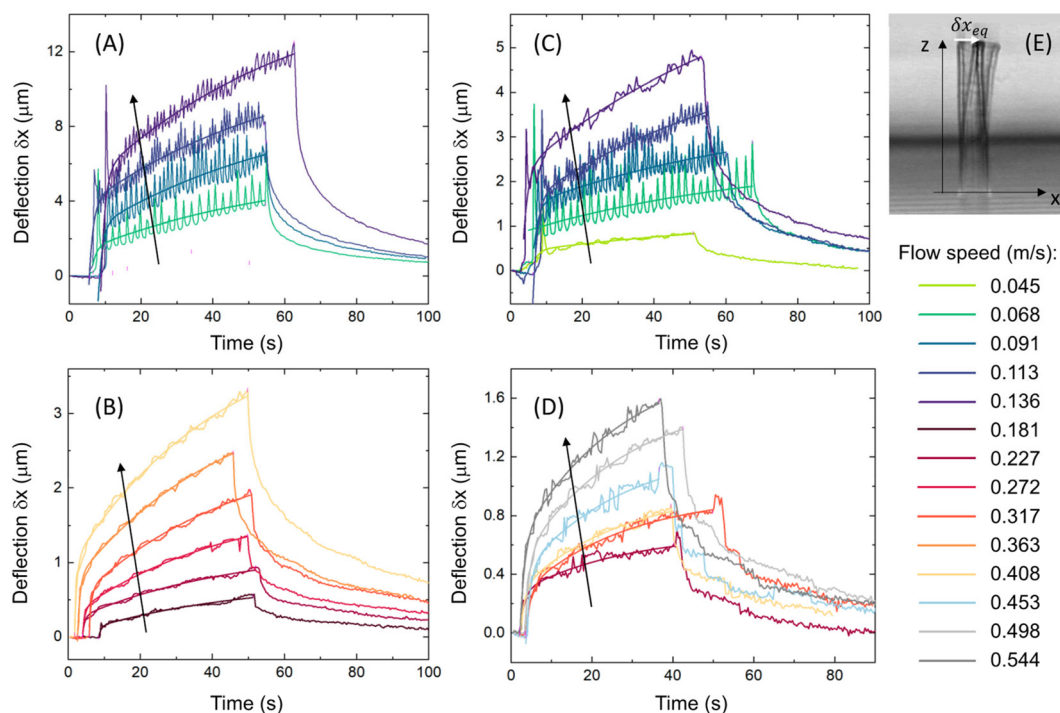 (A)
Deflection δx (μm)
12
8
4
0
0 20 40 60 80 100
Time (s)
(C)
Deflection δx (μm)
5
4
3
2
1
0
0 20 40 60 80 100
Time (s)
δx_eq
(E)
z
x
(B)
Deflection δx (μm)
3
2
1
0
0 20 40 60 80 100
Time (s)
(D)
Deflection δx (μm)
1.6
1.2
0.8
0.4
0.0
0 20 40 60 80
Time (s)
Flow speed (m/s):
0.045
0.068
0.091
0.113
0.136
0.181
0.227
0.272
0.317
0.363
0.408
0.453
0.498
0.544